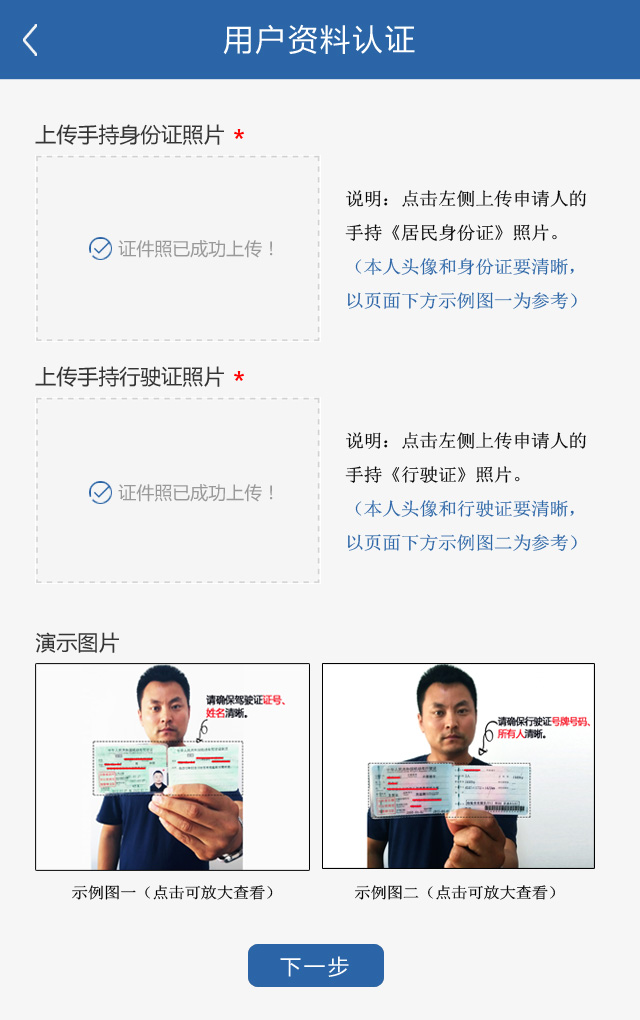 用户资料认证
上传手持身份证照片 *
证件照已成功上传！
说明：点击左侧上传申请人的
手持《居民身份证》照片。
（本人头像和身份证要清晰，
以页面下方示例图一为参考）
上传手持行驶证照片 *
证件照已成功上传！
说明：点击左侧上传申请人的
手持《行驶证》照片。
（本人头像和行驶证要清晰，
以页面下方示例图二为参考）
演示图片
请确保驾驶证证号、
姓名清晰。
请确保行驶证号牌号码、
所有人清晰。
示例图一（点击可放大查看）
示例图二（点击可放大查看）
下一步